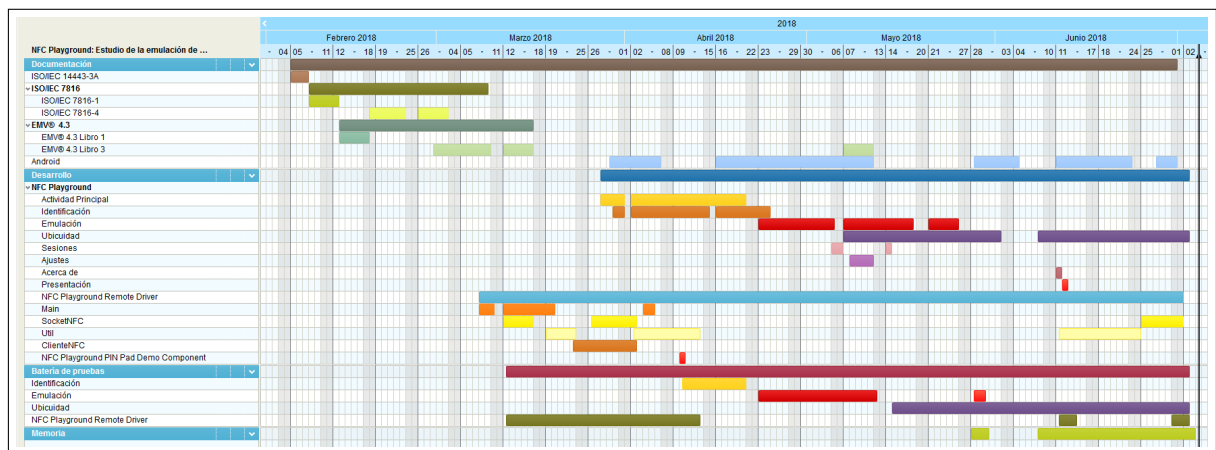 2018
Febrero 2018 Marzo 2018 Abril 2018 Mayo 2018 Junio 2018
NFC Playground: Estudio de la emulación de ...
- 04 05 - 11 12 - 18 19 - 25 26 - 04 05 - 11 12 - 18 19 - 25 26 - 01 02 - 08 09 - 15 16 - 22 23 - 29 30 - 06 07 - 13 14 - 20 21 - 27 28 - 03 04 - 10 11 - 17 18 - 24 25 - 01 02 -
Documentación
ISO/IEC 14443-3A
ISO/IEC 7816
ISO/IEC 7816-1
ISO/IEC 7816-4
EMV® 4.3
EMV® 4.3 Libro 1
EMV® 4.3 Libro 3
Android
Desarrollo
NFC Playground
Actividad Principal
Identificación
Emulación
Ubicuidad
Sesiones
Ajustes
Acerca de
Presentación
NFC Playground Remote Driver
Main
SocketNFC
Util
ClienteNFC
NFC Playground PIN Pad Demo Component
Batería de pruebas
Identificación
Emulación
Ubicuidad
NFC Playground Remote Driver
Memoria